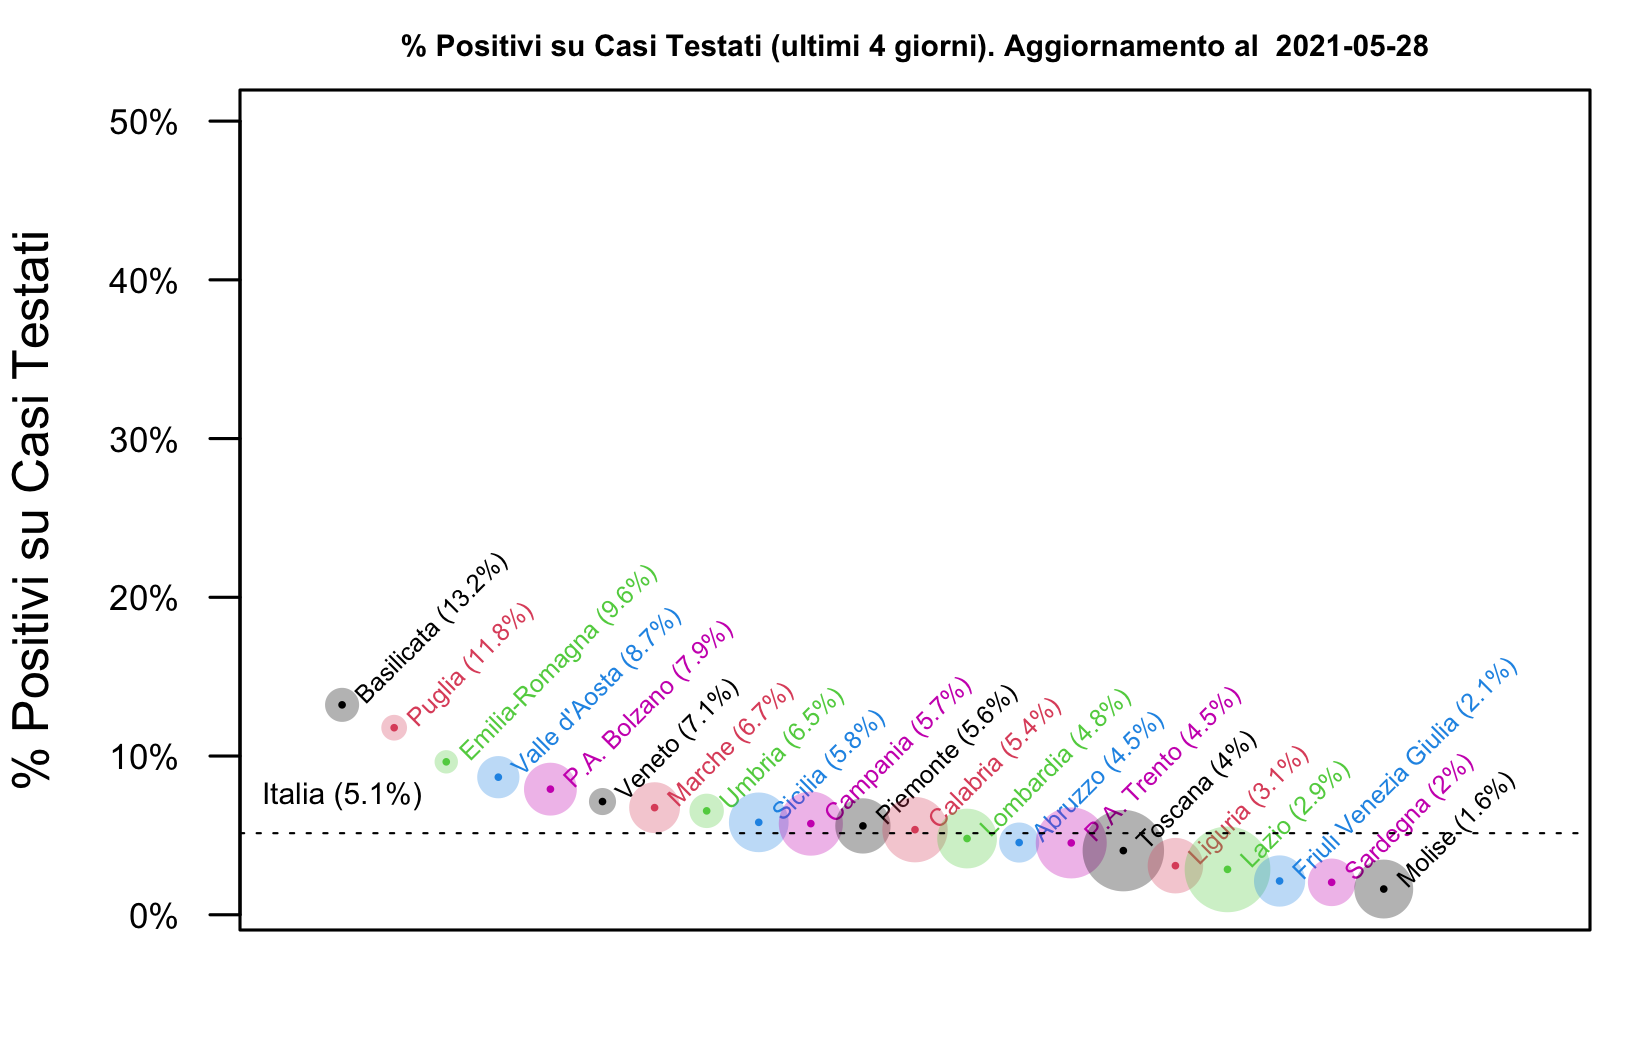 % Positivi su Casi Testati (ultimi 4 giorni). Aggiornamento al  2021-05-28
% Positivi su Casi Testati
50%
40%
30%
20%
10%
0%
Italia (5.1%)
Basilicata (13.2%)
Puglia (11.8%)
Emilia-Romagna (9.6%)
Valle d'Aosta (8.7%)
P.A. Bolzano (7.9%)
Veneto (7.1%)
Marche (6.7%)
Umbria (6.5%)
Sicilia (5.8%)
Campania (5.7%)
Piemonte (5.6%)
Calabria (5.4%)
Lombardia (4.8%)
Abruzzo (4.5%)
P.A. Trento (4.5%)
Toscana (4%)
Liguria (3.1%)
Lazio (2.9%)
Friuli Venezia Giulia (2.1%)
Sardegna (2%)
Molise (1.6%)